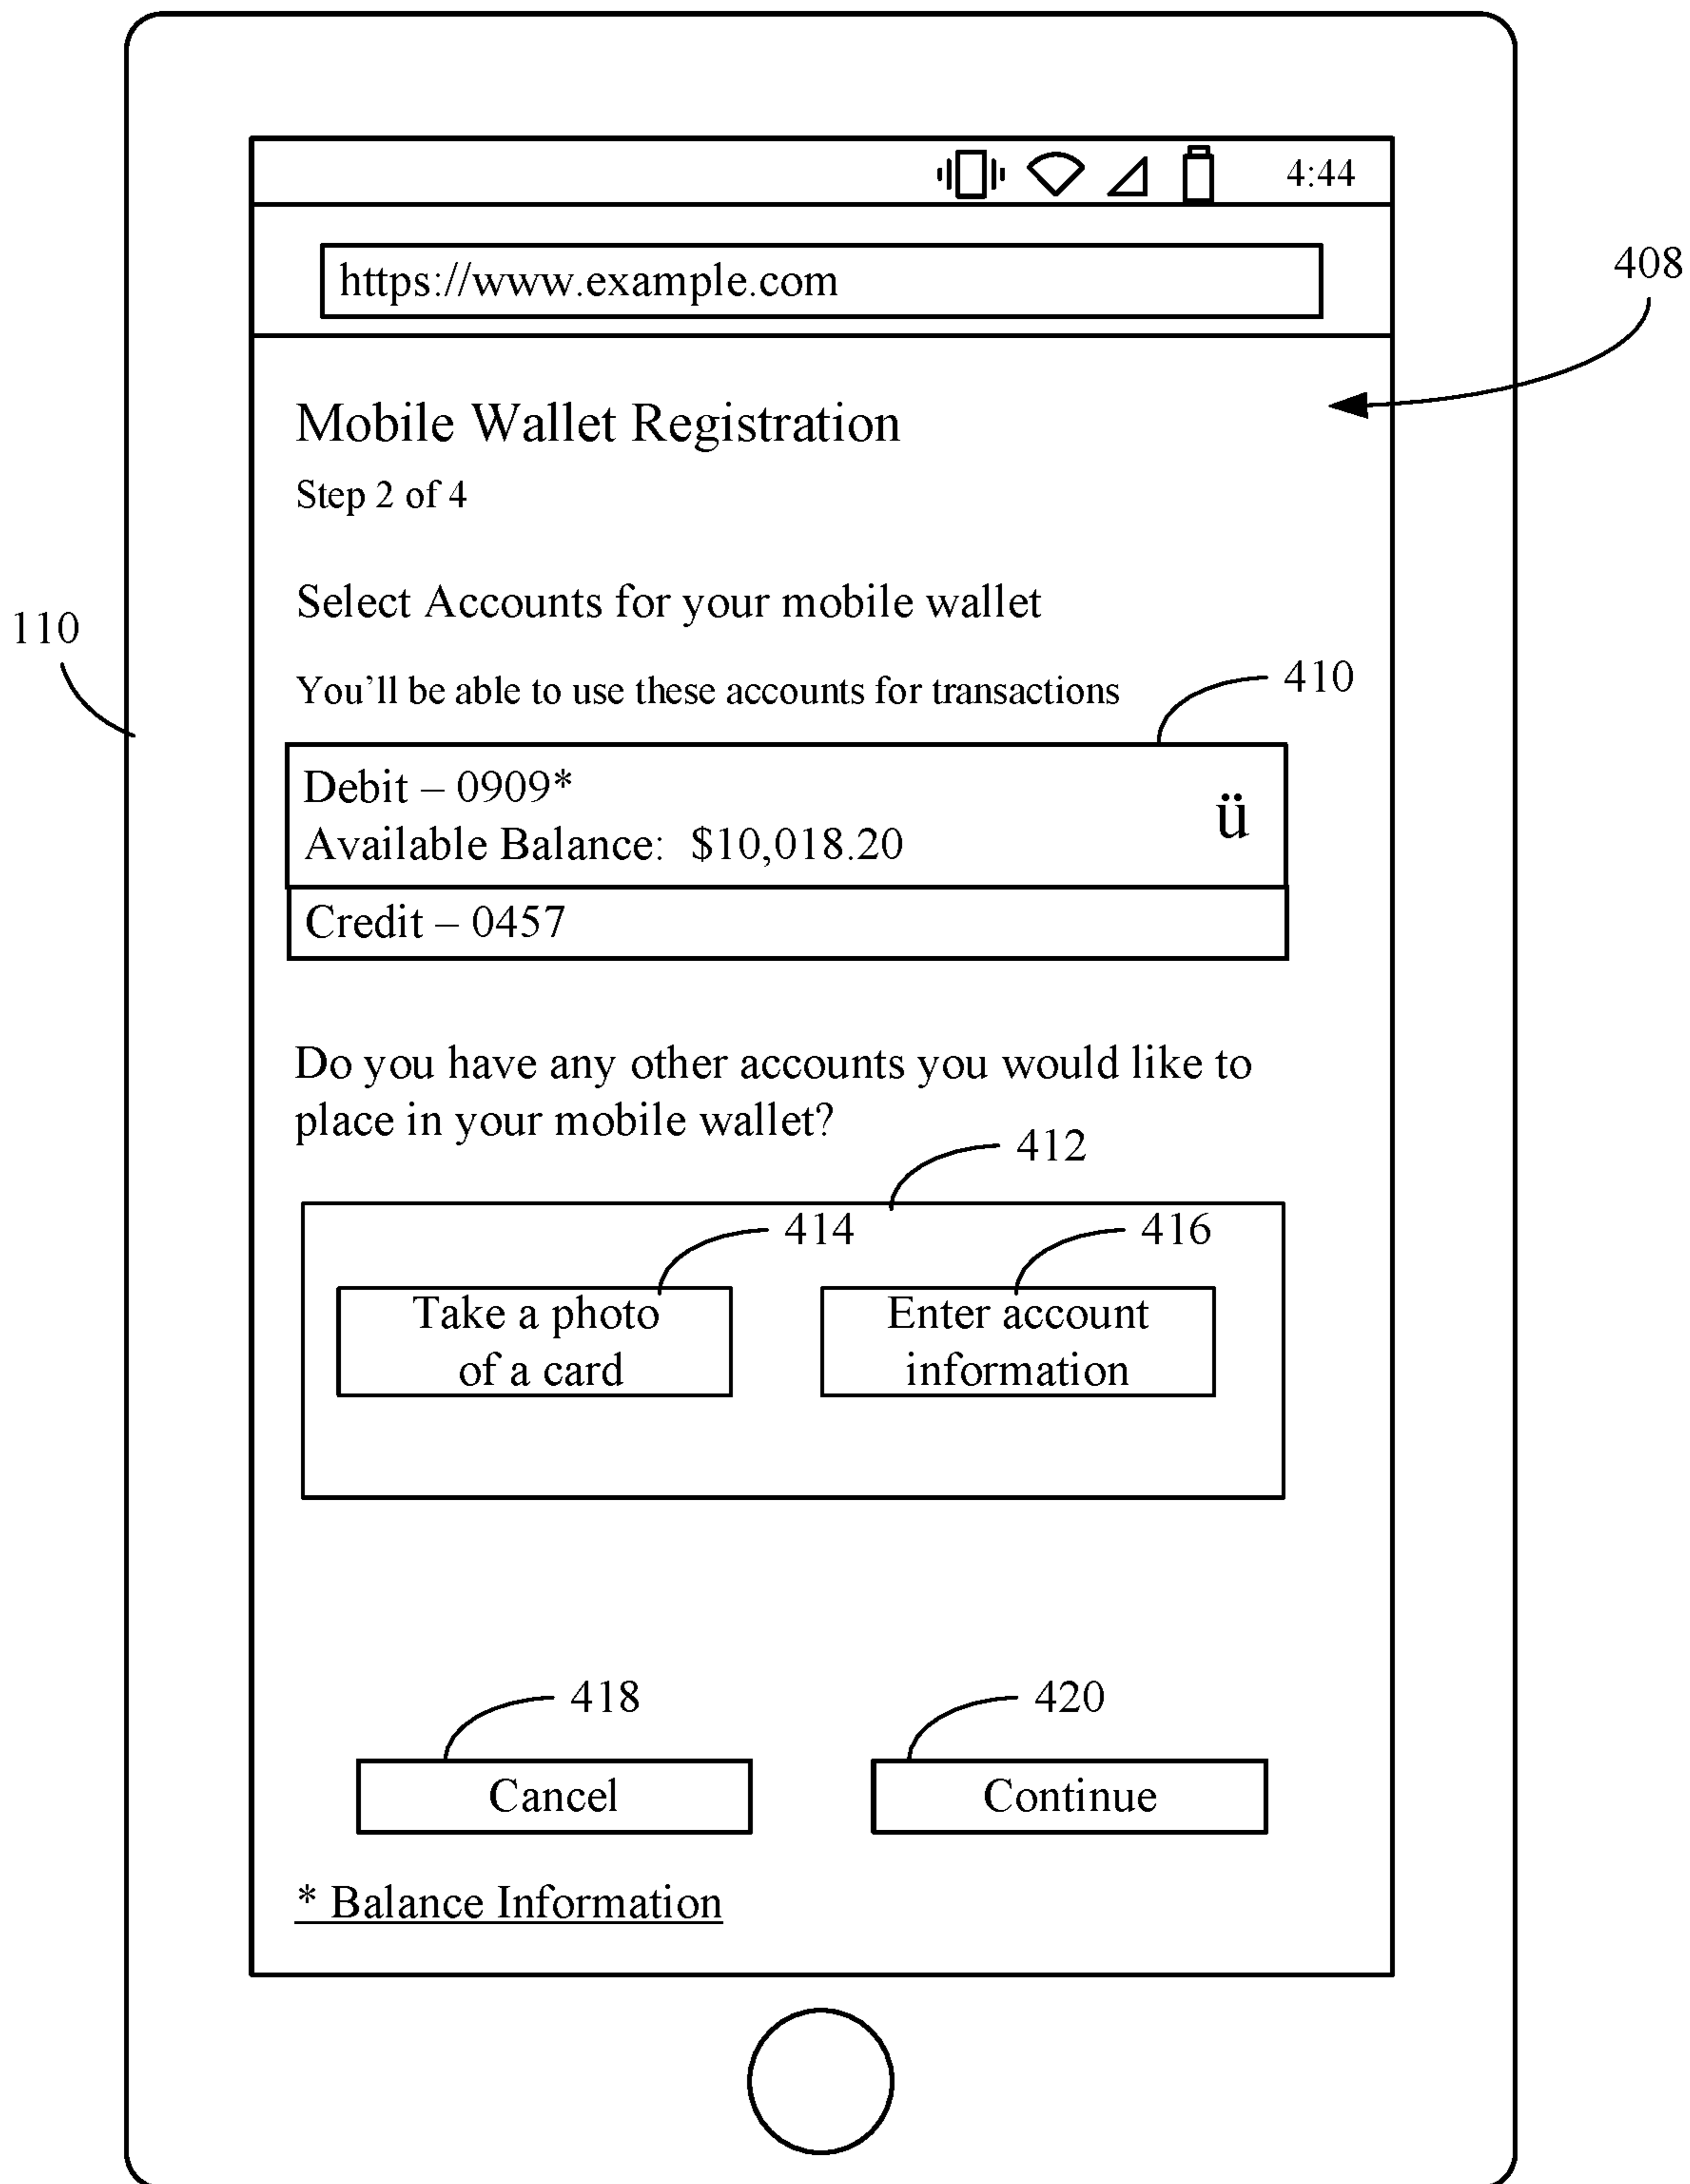 4:44
https://www.example.com
408
Mobile Wallet Registration
Step 2 of 4
Select Accounts for your mobile wallet
110
You’ll be able to use these accounts for transactions
410
Debit – 0909*
ü
Available Balance:  $10,018.20
Credit – 0457
Do you have any other accounts you would like to
place in your mobile wallet?
412
414
416
Take a photo
of a card
Enter account
information
418
420
Cancel
Continue
* Balance Information